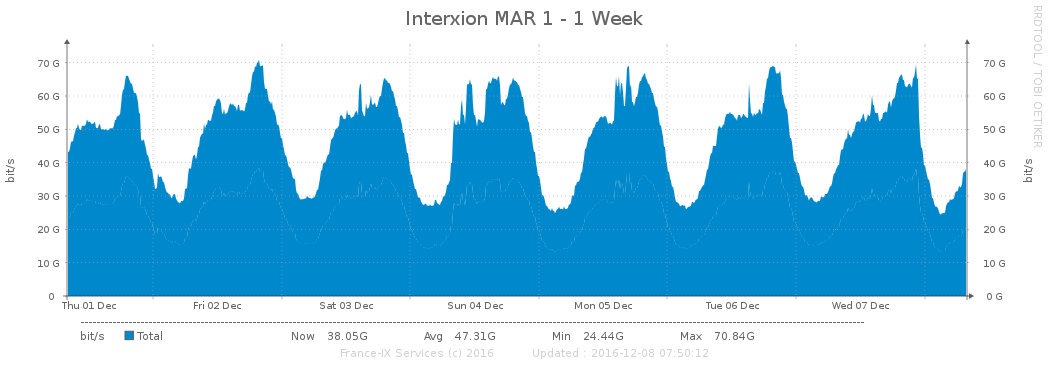 Interxion MAR 1 - 1 Week
RRDTOOL / TOBI OETIKER
bit/s
70 G
60 G
50 G
40 G
30 G
20 G
10 G
0
70 G
60 G
50 G
40 G
30 G
20 G
10 G
0 G
bit/s
Thu 01 Dec Fri 02 Dec Sat 03 Dec Sun 04 Dec Mon 05 Dec Tue 06 Dec Wed 07 Dec
bit/s Total Now 38.05G Avg 47.31G Min 24.44G Max 70.84G
France-IX Services (c) 2016 Updated : 2016-12-08 07:50:12